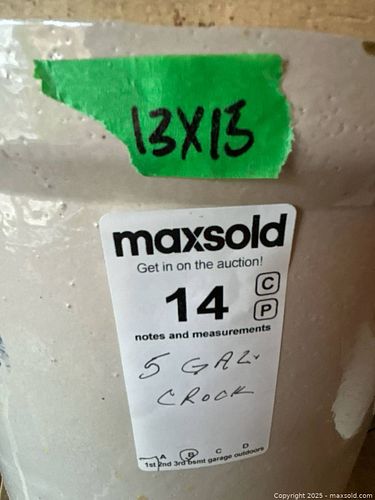 13X15
maxsold
Get in on the auction!
14 C P
notes and measurements
5 GAL.
CROCK
A B C D
1st 2nd 3rd bsmt garage outdoors
Copyright 2025 - maxsold.com